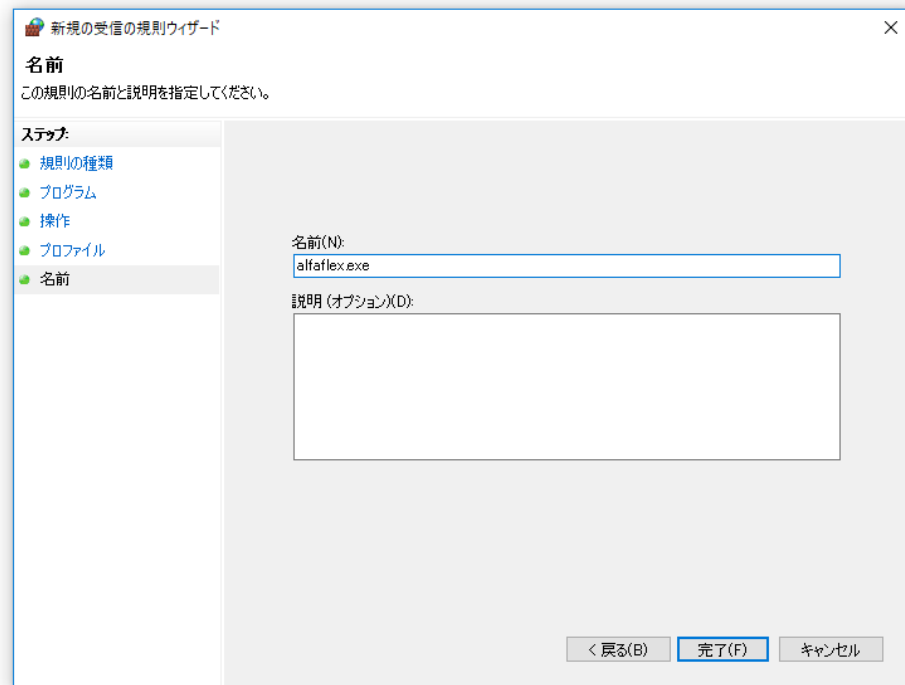 新規の受信の規則ウィザード
名前
この規則の名前と説明を指定してください。
ステップ:
規則の種類
プログラム
操作
プロファイル
名前
名前(N):
alfaflex.exe
説明 (オプション)(D):
< 戻る(B)
完了(F)
キャンセル